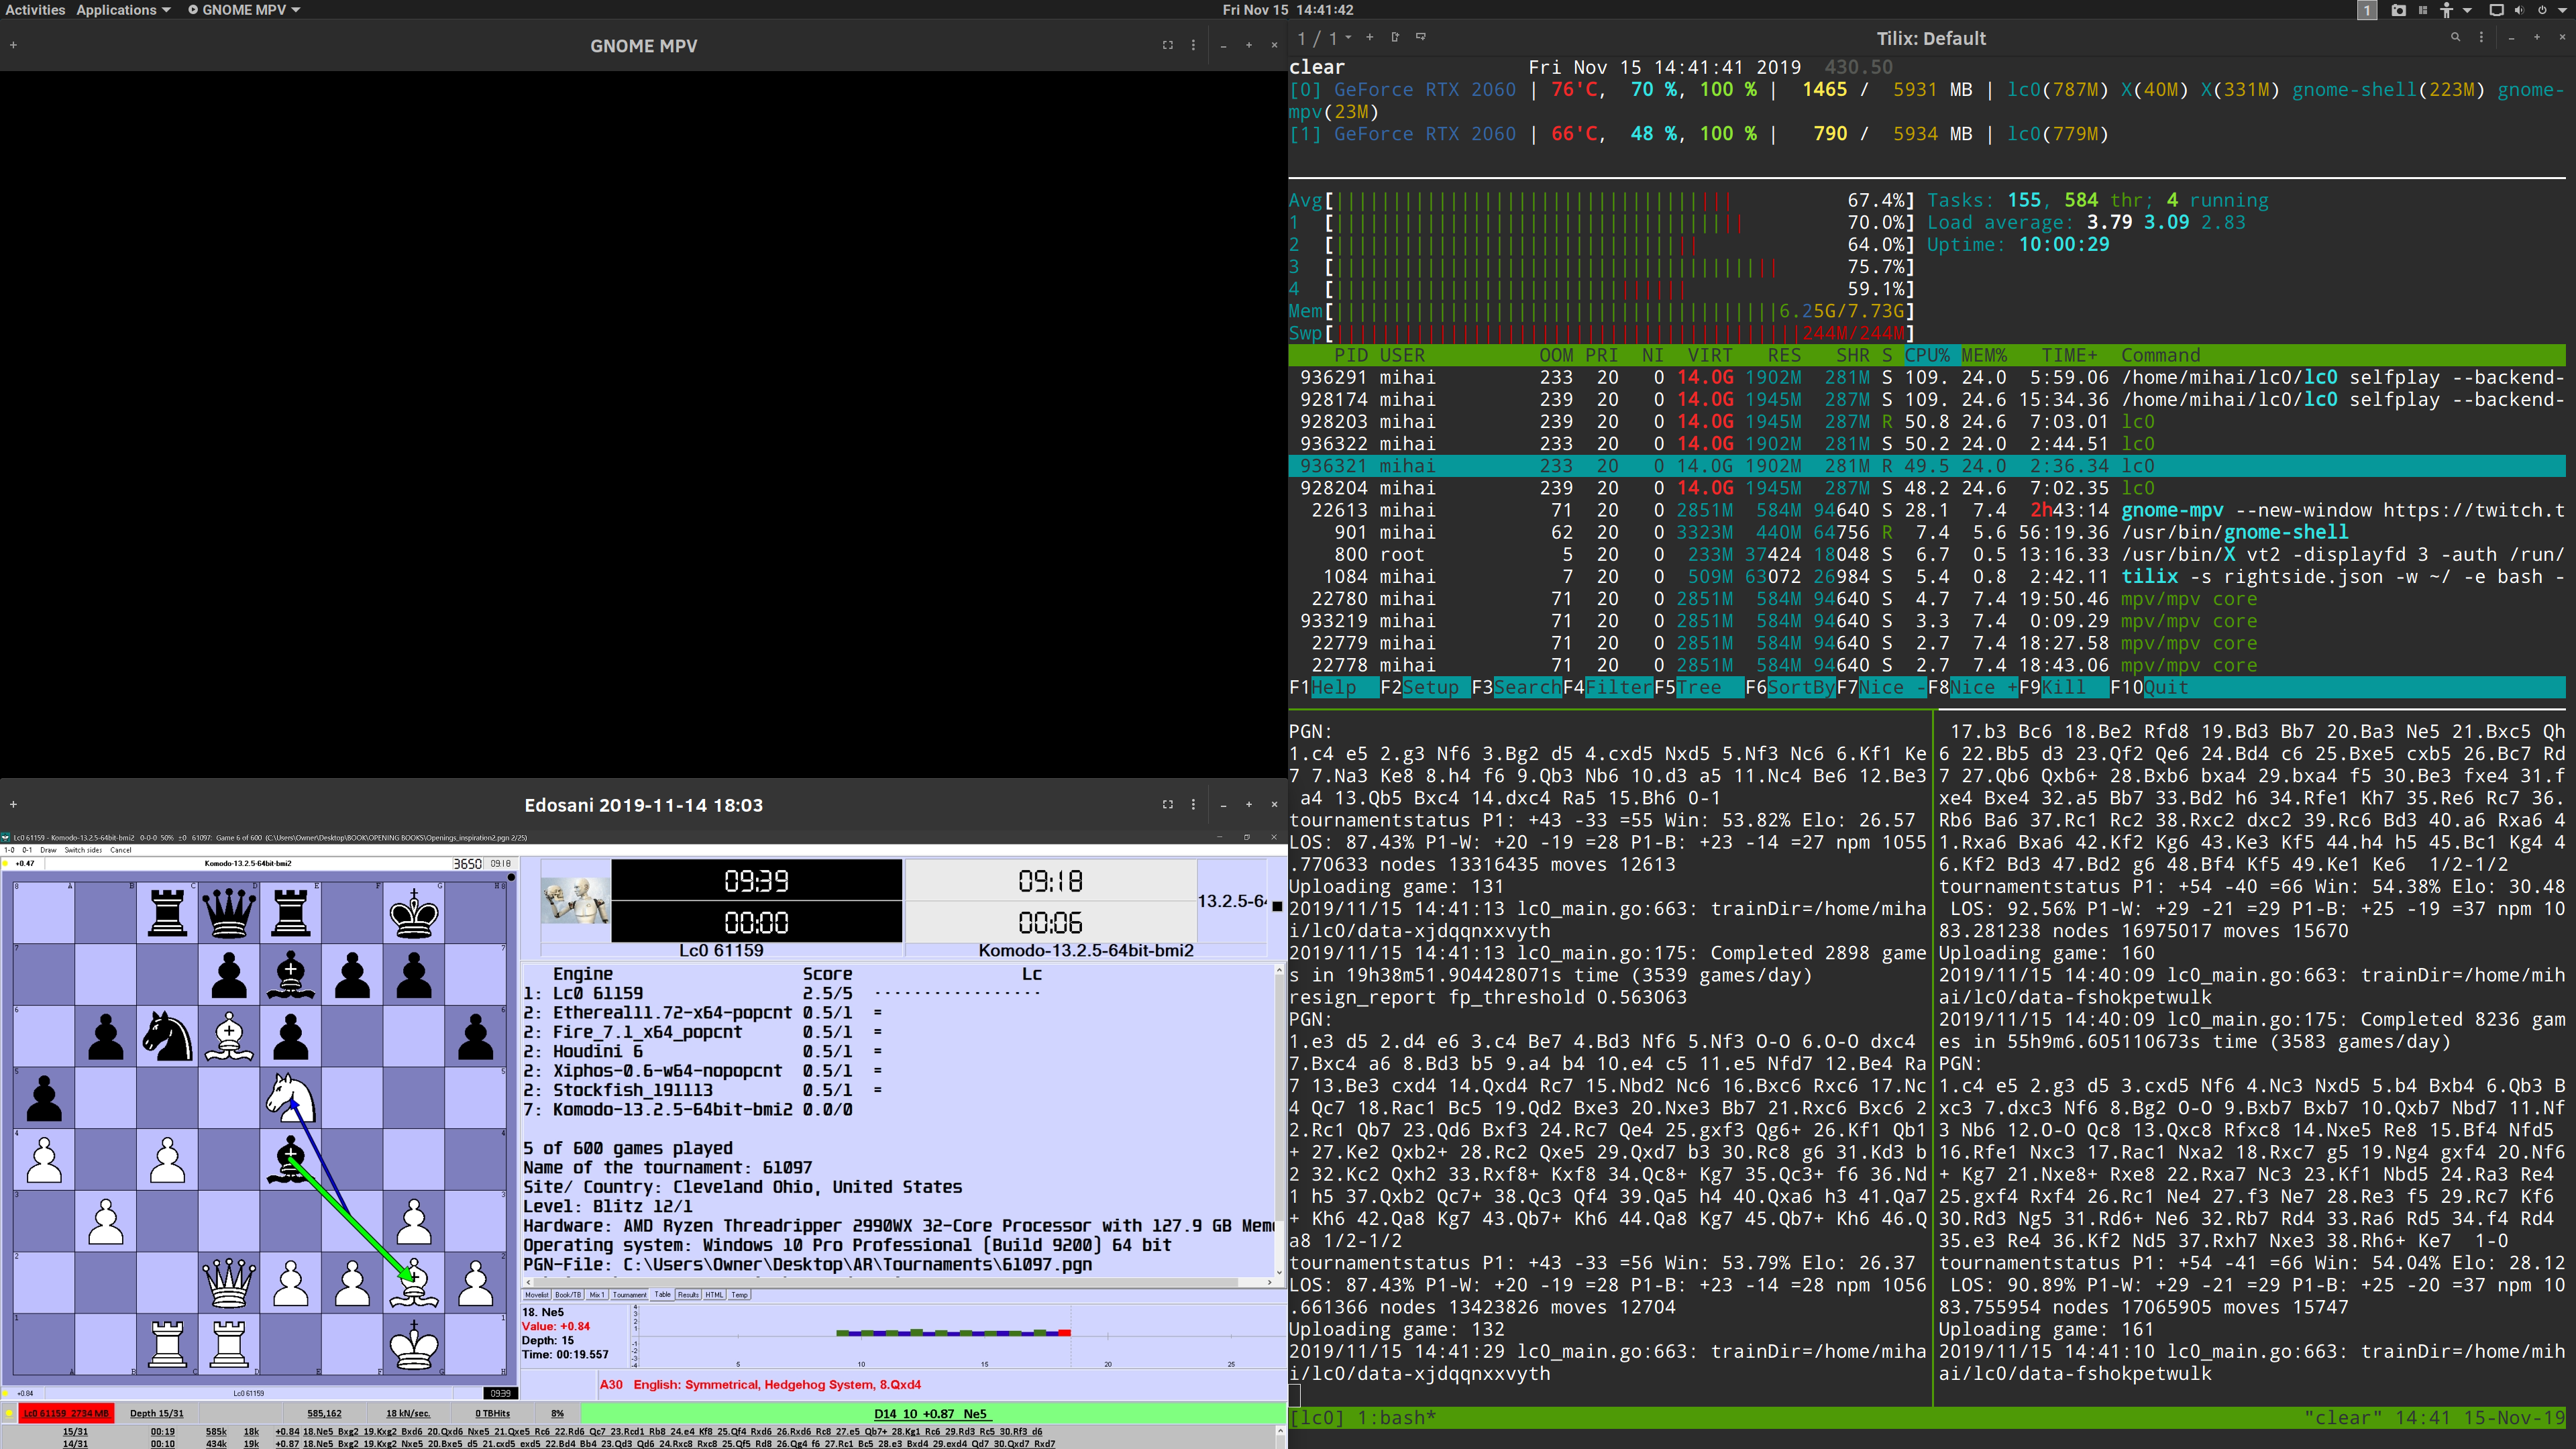 Activities Applications GNOME MPV
Fri Nov 15 14:41:42
1
GNOME MPV
1 / 1
Tilix: Default
clear Fri Nov 15 14:41:41 2019 430.50
[0] GeForce RTX 2060 | 76'C, 70 %, 100 % | 1465 / 5931 MB | lc0(787M) X(40M) X(331M) gnome-shell(223M) gnome-
mpv(23M)
[1] GeForce RTX 2060 | 66'C, 48 %, 100 % | 790 / 5934 MB | lc0(779M)
Avg[ 67.4%] Tasks: 155, 584 thr; 4 running
1 [ 70.0%] Load average: 3.79 3.09 2.83
2 [ 64.0%] Uptime: 10:00:29
3 [ 75.7%]
4 [ 59.1%]
Mem[ 6.25G/7.73G]
Swp[ 244M/244M]
PID USER OOM PRI NI VIRT RES SHR S CPU% MEM% TIME+ Command
936291 mihai 233 20 0 14.0G 1902M 281M S 109. 24.0 5:59.06 /home/mihai/lc0/lc0 selfplay --backend-
928174 mihai 239 20 0 14.0G 1945M 287M S 109. 24.6 15:34.36 /home/mihai/lc0/lc0 selfplay --backend-
928203 mihai 239 20 0 14.0G 1945M 287M R 50.8 24.6 7:03.01 lc0
936322 mihai 233 20 0 14.0G 1902M 281M S 50.2 24.0 2:44.51 lc0
936321 mihai 233 20 0 14.0G 1902M 281M R 49.5 24.0 2:36.34 lc0
928204 mihai 239 20 0 14.0G 1945M 287M S 48.2 24.6 7:02.35 lc0
22613 mihai 71 20 0 2851M 584M 94640 S 28.1 7.4 2h43:14 gnome-mpv --new-window https://twitch.t
901 mihai 62 20 0 3323M 440M 64756 R 7.4 5.6 56:19.36 /usr/bin/gnome-shell
800 root 5 20 0 233M 37424 18048 S 6.7 0.5 13:16.33 /usr/bin/X vt2 -displayfd 3 -auth /run/
1084 mihai 7 20 0 509M 63072 26984 S 5.4 0.8 2:42.11 tilix -s rightside.json -w ~/ -e bash -
22780 mihai 71 20 0 2851M 584M 94640 S 4.7 7.4 19:50.46 mpv/mpv core
933219 mihai 71 20 0 2851M 584M 94640 S 3.3 7.4 0:09.29 mpv/mpv core
22779 mihai 71 20 0 2851M 584M 94640 S 2.7 7.4 18:27.58 mpv/mpv core
22778 mihai 71 20 0 2851M 584M 94640 S 2.7 7.4 18:43.06 mpv/mpv core
F1Help F2Setup F3SearchF4FilterF5Tree F6SortByF7Nice -F8Nice +F9Kill F10Quit
PGN:
1.c4 e5 2.g3 Nf6 3.Bg2 d5 4.cxd5 Nxd5 5.Nf3 Nc6 6.Kf1 Ke
7 7.Na3 Ke8 8.h4 f6 9.Qb3 Nb6 10.d3 a5 11.Nc4 Be6 12.Be3
a4 13.Qb5 Bxc4 14.dxc4 Ra5 15.Bh6 0-1
tournamentstatus P1: +43 -33 =55 Win: 53.82% Elo: 26.57
LOS: 87.43% P1-W: +20 -19 =28 P1-B: +23 -14 =27 npm 1055
.770633 nodes 13316435 moves 12613
Uploading game: 131
2019/11/15 14:41:13 lc0_main.go:663: trainDir=/home/miha
i/lc0/data-xjdqqnxxvyth
2019/11/15 14:41:13 lc0_main.go:175: Completed 2898 game
s in 19h38m51.904428071s time (3539 games/day)
resign_report fp_threshold 0.563063
PGN:
1.e3 d5 2.d4 e6 3.c4 Be7 4.Bd3 Nf6 5.Nf3 O-O 6.O-O dxc4
7.Bxc4 a6 8.Bd3 b5 9.a4 b4 10.e4 c5 11.e5 Nfd7 12.Be4 Ra
7 13.Be3 cxd4 14.Qxd4 Rc7 15.Nbd2 Nc6 16.Bxc6 Rxc6 17.Nc
4 Qc7 18.Rac1 Bc5 19.Qd2 Bxe3 20.Nxe3 Bb7 21.Rxc6 Bxc6 2
2.Rc1 Qb7 23.Qd6 Bxf3 24.Rc7 Qe4 25.gxf3 Qg6+ 26.Kf1 Qb1
+ 27.Ke2 Qxb2+ 28.Rc2 Qxe5 29.Qxd7 b3 30.Rc8 g6 31.Kd3 b
2 32.Kc2 Qxh2 33.Rxf8+ Kxf8 34.Qc8+ Kg7 35.Qc3+ f6 36.Nd
1 h5 37.Qxb2 Qc7+ 38.Qc3 Qf4 39.Qa5 h4 40.Qxa6 h3 41.Qa7
+ Kh6 42.Qa8 Kg7 43.Qb7+ Kh6 44.Qa8 Kg7 45.Qb7+ Kh6 46.Q
a8 1/2-1/2
tournamentstatus P1: +43 -33 =56 Win: 53.79% Elo: 26.37
LOS: 87.43% P1-W: +20 -19 =28 P1-B: +23 -14 =28 npm 1056
.661366 nodes 13423826 moves 12704
Uploading game: 132
2019/11/15 14:41:29 lc0_main.go:663: trainDir=/home/miha
i/lc0/data-xjdqqnxxvyth
17.b3 Bc6 18.Be2 Rfd8 19.Bd3 Bb7 20.Ba3 Ne5 21.Bxc5 Qh
6 22.Bb5 d3 23.Qf2 Qe6 24.Bd4 c6 25.Bxe5 cxb5 26.Bc7 Rd
7 27.Qb6 Qxb6+ 28.Bxb6 bxa4 29.bxa4 f5 30.Be3 fxe4 31.f
xe4 Bxe4 32.a5 Bb7 33.Bd2 h6 34.Rfe1 Kh7 35.Re6 Rc7 36.
Rb6 Ba6 37.Rc1 Rc2 38.Rxc2 dxc2 39.Rc6 Bd3 40.a6 Rxa6 4
1.Rxa6 Bxa6 42.Kf2 Kg6 43.Ke3 Kf5 44.h4 h5 45.Bc1 Kg4 4
6.Kf2 Bd3 47.Bd2 g6 48.Bf4 Kf5 49.Ke1 Ke6 1/2-1/2
tournamentstatus P1: +54 -40 =66 Win: 54.38% Elo: 30.48
LOS: 92.56% P1-W: +29 -21 =29 P1-B: +25 -19 =37 npm 10
83.281238 nodes 16975017 moves 15670
Uploading game: 160
2019/11/15 14:40:09 lc0_main.go:663: trainDir=/home/mih
ai/lc0/data-fshokpetwulk
2019/11/15 14:40:09 lc0_main.go:175: Completed 8236 gam
es in 55h9m6.605110673s time (3583 games/day)
PGN:
1.c4 e5 2.g3 d5 3.cxd5 Nf6 4.Nc3 Nxd5 5.b4 Bxb4 6.Qb3 B
xc3 7.dxc3 Nf6 8.Bg2 O-O 9.Bxb7 Bxb7 10.Qxb7 Nbd7 11.Nf
3 Nb6 12.O-O Qc8 13.Qxc8 Rfxc8 14.Nxe5 Re8 15.Bf4 Nfd5
16.Rfe1 Nxc3 17.Rac1 Nxa2 18.Rxc7 g5 19.Ng4 gxf4 20.Nf6
+ Kg7 21.Nxe8+ Rxe8 22.Rxa7 Nc3 23.Kf1 Nbd5 24.Ra3 Re4
25.gxf4 Rxf4 26.Rc1 Ne4 27.f3 Ne7 28.Re3 f5 29.Rc7 Kf6
30.Rd3 Ng5 31.Rd6+ Ne6 32.Rb7 Rd4 33.Ra6 Rd5 34.f4 Rd4
35.e3 Re4 36.Kf2 Nd5 37.Rxh7 Nxe3 38.Rh6+ Ke7 1-0
tournamentstatus P1: +54 -41 =66 Win: 54.04% Elo: 28.12
LOS: 90.89% P1-W: +29 -21 =29 P1-B: +25 -20 =37 npm 10
83.755954 nodes 17065905 moves 15747
Uploading game: 161
2019/11/15 14:41:10 lc0_main.go:663: trainDir=/home/mih
ai/lc0/data-fshokpetwulk
[lc0] 1:bash* "clear" 14:41 15-Nov-19
Edosani 2019-11-14 18:03
Lc0 61159 - Komodo-13.2.5-64bit-bmi2 0-0-0 50% ±0 61097: Game 6 of 600 (C:\Users\Owner\Desktop\BOOK\OPENING BOOKS\Openings_inspiration2.pgn 2/25)
1-0 0-1 Draw Switch sides Cancel
+0.47 Komodo-13.2.5-64bit-bmi2 3650 09:18
09:39 09:18
00:00 00:06
13.2.5-64
Lc0 61159 Komodo-13.2.5-64bit-bmi2
Engine Score Lc
1: Lc0 61159 2.5/5 - - - - - - - - - - - - - - - - - -
2: Ethereal11.72-x64-popcnt 0.5/1 =
2: Fire_7.1_x64_popcnt 0.5/1 =
2: Houdini 6 0.5/1 =
2: Xiphos-0.6-w64-nopopcnt 0.5/1 =
2: Stockfish_191113 0.5/1 =
7: Komodo-13.2.5-64bit-bmi2 0.0/0
5 of 600 games played
Name of the tournament: 61097
Site/ Country: Cleveland Ohio, United States
Level: Blitz 12/1
Hardware: AMD Ryzen Threadripper 2990WX 32-Core Processor with 127.9 GB Mem
Operating system: Windows 10 Pro Professional (Build 9200) 64 bit
PGN-File: C:\Users\Owner\Desktop\AR\Tournaments\61097.pgn
Movelist Book/TB Mix 1 Tournament Table Results HTML Temp
18. Ne5
Value: +0.84
Depth: 15
Time: 00:19.557
5 10 15 20 25
A30 English: Symmetrical, Hedgehog System, 8.Qxd4
+0.84 Lc0 61159 09:39
Lc0 61159 2734 MB Depth 15/31 585,162 18 kN/sec. 0 TBHits 8% D14 10 +0.87 Ne5
15/31 00:19 585k 18k +0.84 18.Ne5 Bxg2 19.Kxg2 Bxd6 20.Qxd6 Nxe5 21.Qxe5 Rc6 22.Rd6 Qc7 23.Rcd1 Rb8 24.e4 Kf8 25.Qf4 Rxd6 26.Rxd6 Rc8 27.e5 Qb7+ 28.Kg1 Rc6 29.Rd3 Rc5 30.Rf3 d6
14/31 00:10 434k 19k +0.87 18.Ne5 Bxg2 19.Kxg2 Nxe5 20.Bxe5 d5 21.cxd5 exd5 22.Bd4 Bb4 23.Qd3 Qd6 24.Rxc8 Rxc8 25.Qf5 Rd8 26.Qg4 f6 27.Rc1 Bc5 28.e3 Bxd4 29.exd4 Qd7 30.Qxd7 Rxd7